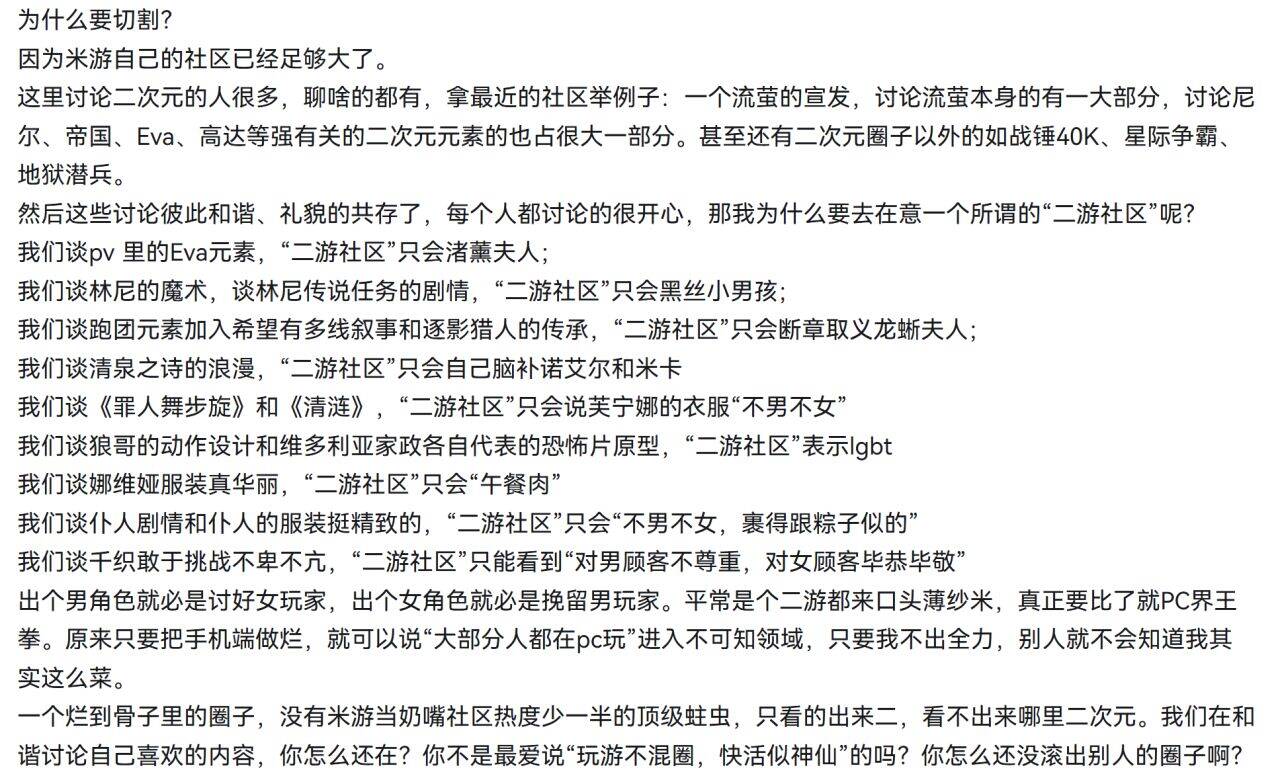 为什么要切割？
因为米游自己的社区已经足够大了。
这里讨论二次元的人很多，聊啥的都有，拿最近的社区举例子：一个流萤的宣发，讨论流萤本身的有一大部分，讨论尼
尔、帝国、Eva、高达等强有关的二次元元素的也占很大一部分。甚至还有二次元圈子以外的如战锤40K、星际争霸、
地狱潜兵。
然后这些讨论彼此和谐、礼貌的共存了，每个人都讨论的很开心，那我为什么要去在意一个所谓的“二游社区”呢？
我们谈pv 里的Eva元素，“二游社区”只会渚薰夫人；
我们谈林尼的魔术，谈林尼传说任务的剧情，“二游社区”只会黑丝小男孩；
我们谈跑团元素加入希望有多线叙事和逐影猎人的传承，“二游社区”只会断章取义龙蜥夫人；
我们谈清泉之诗的浪漫，“二游社区”只会自己脑补诺艾尔和米卡
我们谈《罪人舞步旋》和《清涟》，“二游社区”只会说芙宁娜的衣服“不男不女”
我们谈狼哥的动作设计和维多利亚家政各自代表的恐怖片原型，“二游社区”表示lgbt
我们谈娜维娅服装真华丽，“二游社区”只会“午餐肉”
我们谈仆人剧情和仆人的服装挺精致的，“二游社区”只会“不男不女，裹得跟粽子似的”
我们谈千织敢于挑战不卑不亢，“二游社区”只能看到“对男顾客不尊重，对女顾客毕恭毕敬”
出个男角色就必是讨好女玩家，出个女角色就必是挽留男玩家。平常是个二游都来口头薄纱米，真正要比了就PC界王
拳。原来只要把手机端做烂，就可以说“大部分人都在pc玩”进入不可知领域，只要我不出全力，别人就不会知道我其
实这么菜。
一个烂到骨子里的圈子，没有米游当奶嘴社区热度少一半的顶级蛀虫，只看的出来二，看不出来哪里二次元。我们在和
谐讨论自己喜欢的内容，你怎么还在？你不是最爱说“玩游不混圈，快活似神仙”的吗？你怎么还没滚出别人的圈子啊？